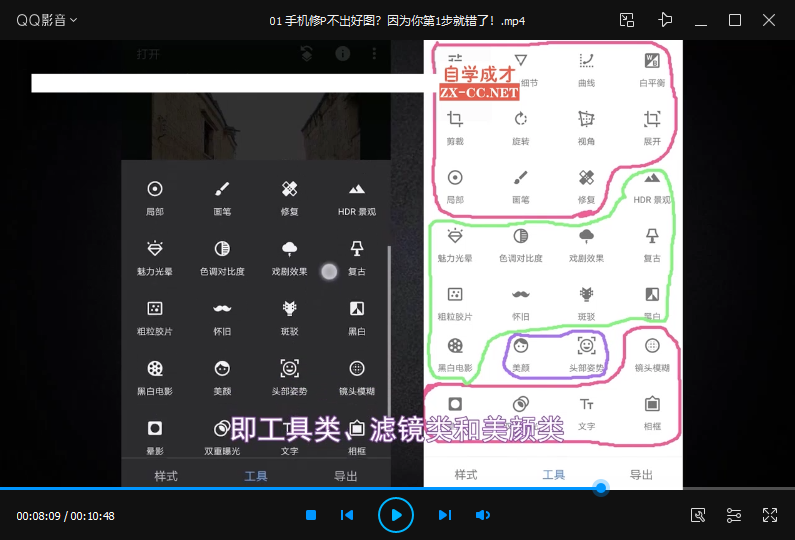 QQ影音
01 手机修P不出好图? 因为你第1步就错了! .mp4
打开
自学成才
ZX-CC.NET
细节
曲线
白平衡
剪裁
旋转
视角
展开
局部
画笔
修复
HDR 景观
魅力光晕
色调对比度
戏剧效果
复古
粗粒胶片
怀旧
斑驳
黑白
黑白电影
美颜
头部姿势
镜头模糊
晕影
双重曝光
文字
相框
样式
工具
导出
局部
画笔
修复
HDR 景观
魅力光晕
色调对比度
戏剧效果
复古
粗粒胶片
怀旧
斑驳
黑白
黑白电影
美颜
头部姿势
镜头模糊
文字
相框
样式
工具
导出
即工具类、滤镜类和美颜类
00:08:09 / 00:10:48